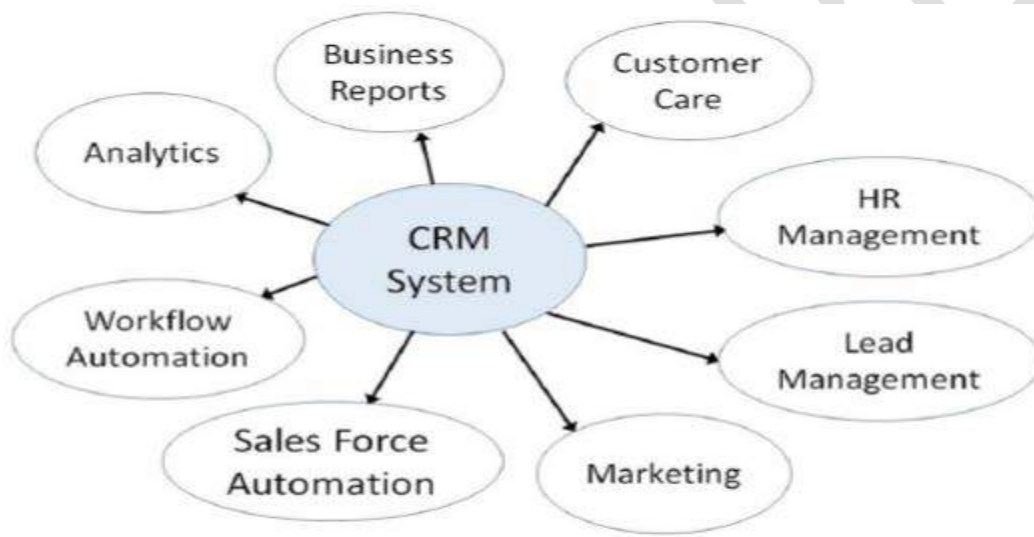 Business
Reports
Customer
Care
Analytics
HR
Management
CRM
System
Workflow
Automation
Lead
Management
Sales Force
Automation
Marketing